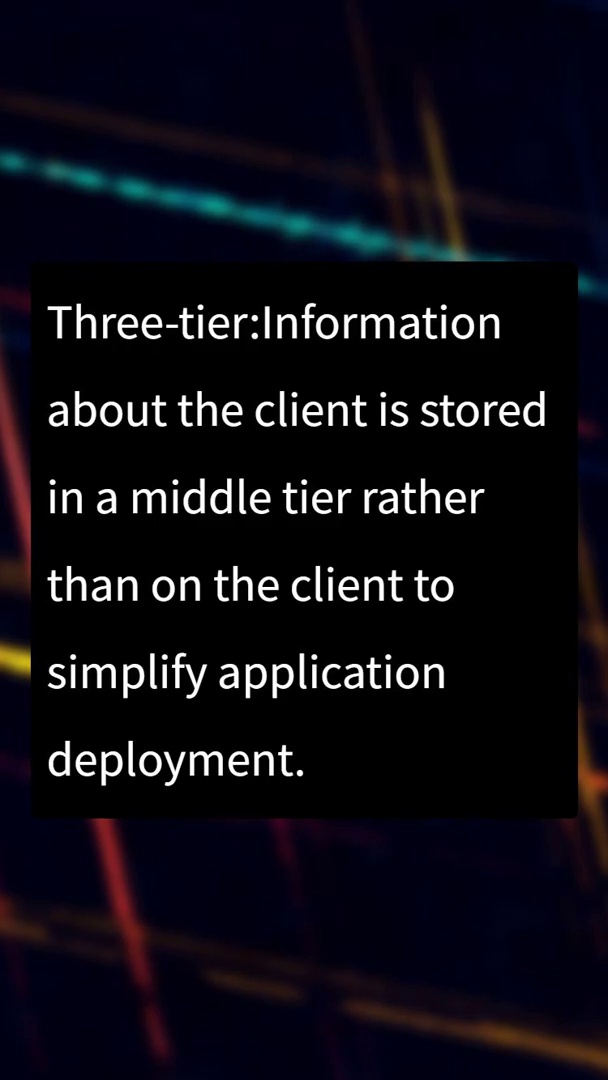 Three-tier:Information
about the client is stored
in a middle tier rather
than on the client to
simplify application
deployment.